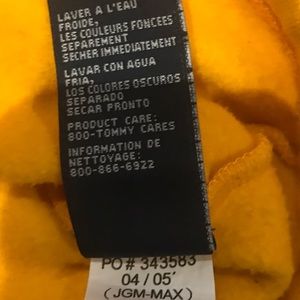 LAVER A L'EAU
FROIDE,
LES COULEURS FONCEES
SEPAREMENT
SECHER IMMEDIATEMENT
LAVAR CON AGUA
FRIA,
LOS COLORES OSCUROS
SEPARADO
SECAR PRONTO
PRODUCT CARE:
800-TOMMY CARES
INFORMATION DE
NETTOYAGE:
800-866-6922
PO# 343583
04 / 05'
( JGM-MAX )